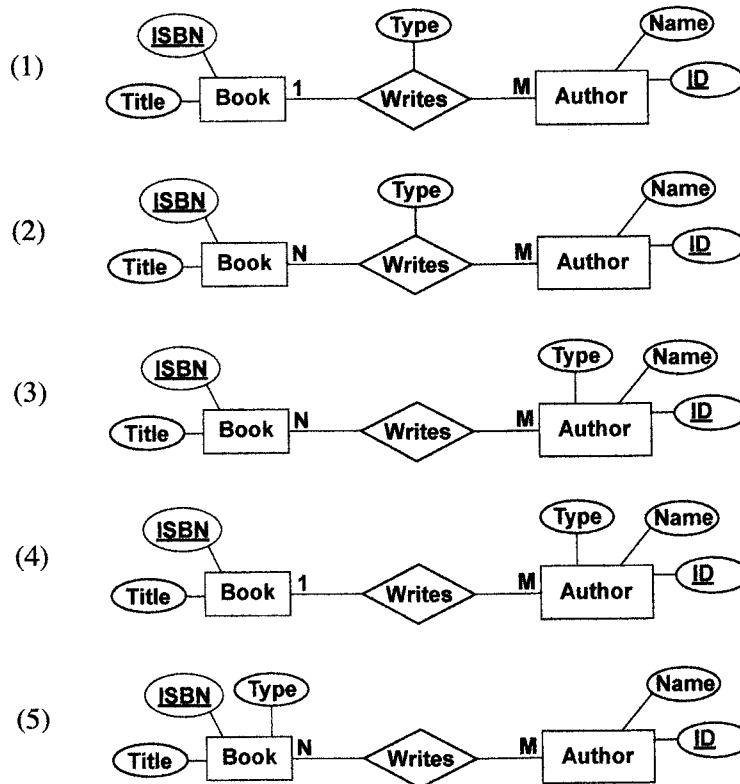 Type
Name
ISBN
(1)
ID
Title
Book
1
Writes
M
Author
Type
Name
ISBN
(2)
ID
Title
Book
N
Writes
M
Author
Type
Name
ISBN
(3)
ID
Title
Book
N
Writes
M
Author
Type
Name
ISBN
(4)
ID
Title
Book
1
Writes
M
Author
ISBN
Type
Name
(5)
ID
Title
Book
N
Writes
M
Author